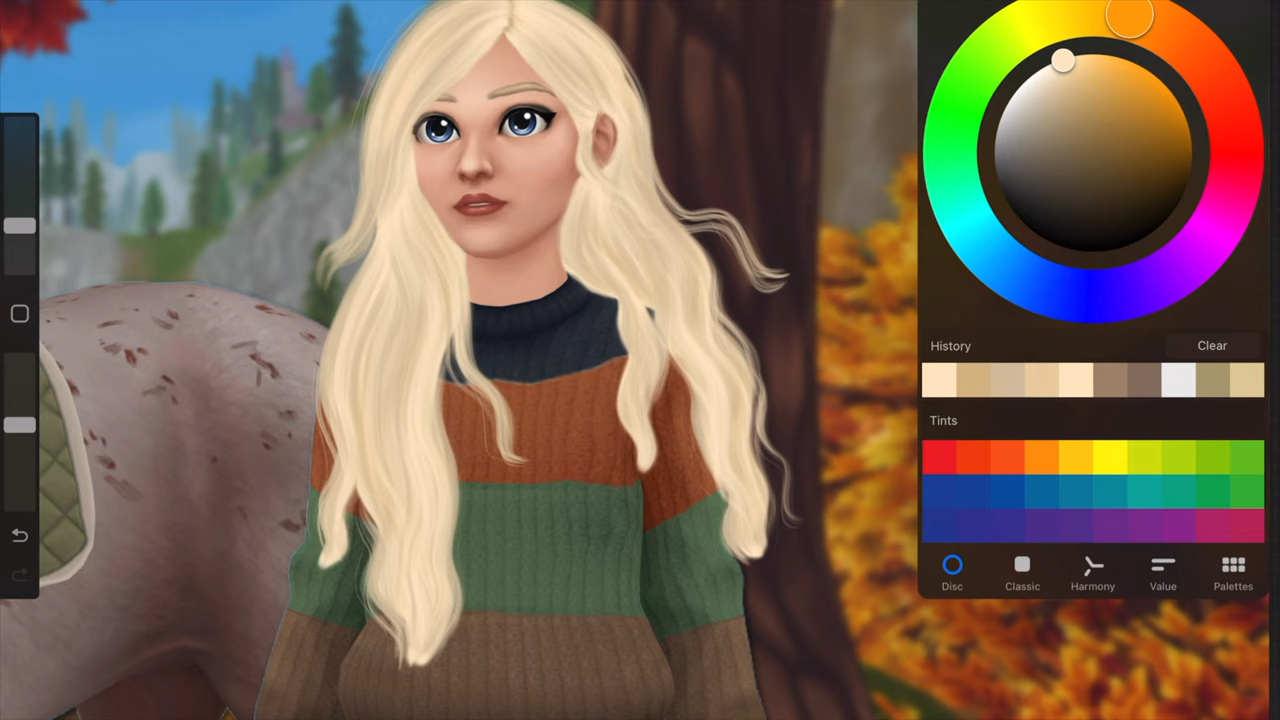 History
Clear
Tints
Disc
Classic
Harmony
Value
Palettes